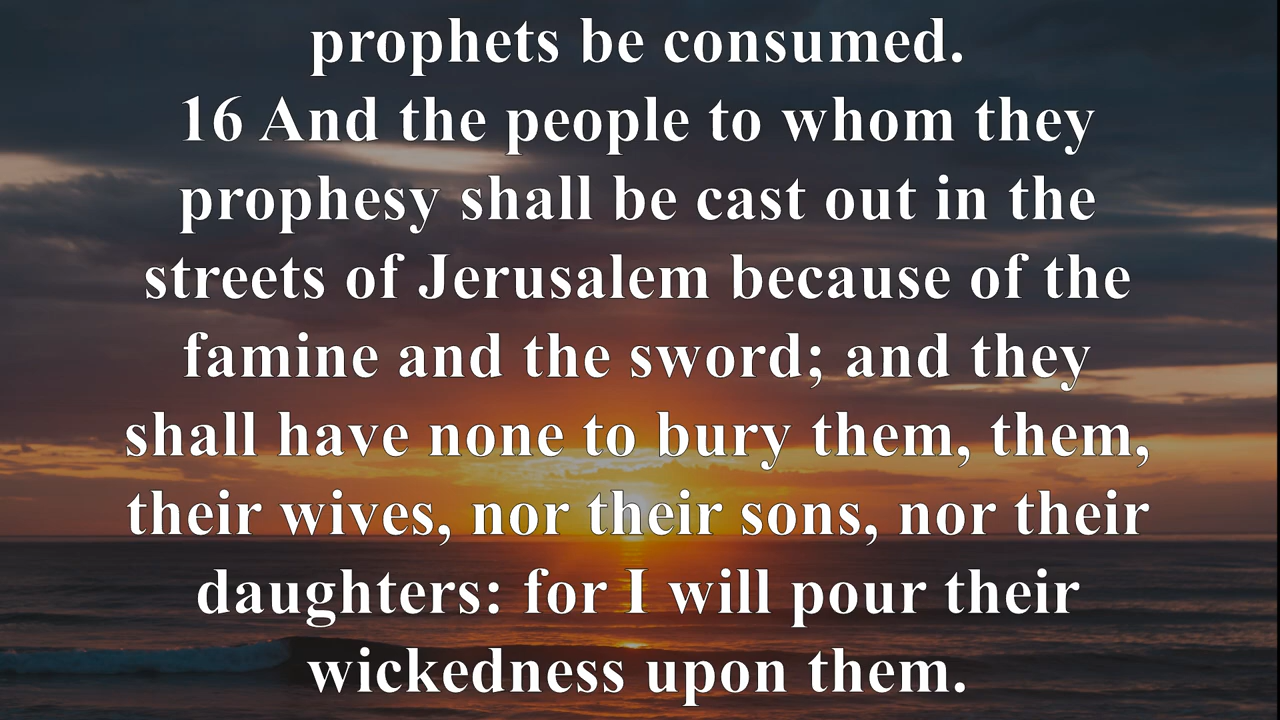 prophets be consumed.
16 And the people to whom they
prophesy shall be cast out in the
streets of Jerusalem because of the
famine and the sword; and they
shall have none to bury them, them,
their wives, nor their sons, nor their
daughters: for I will pour their
wickedness upon them.